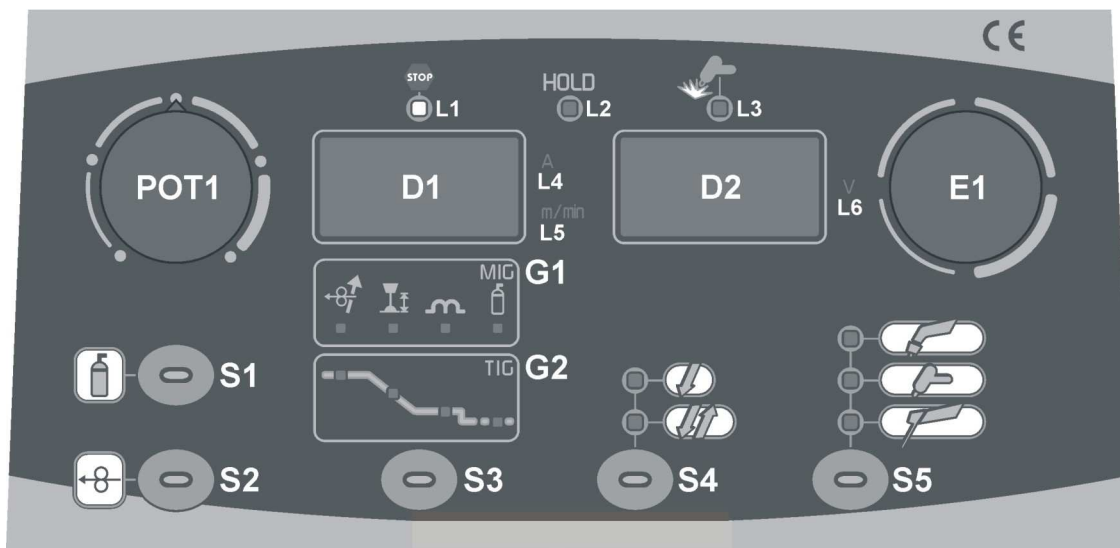 CE
STOP
HOLD
L1
L2
L3
POT1
D1
A
L4
m/min
L5
D2
V
L6
E1
MIG
G1
TIG
G2
S1
S2
S3
S4
S5